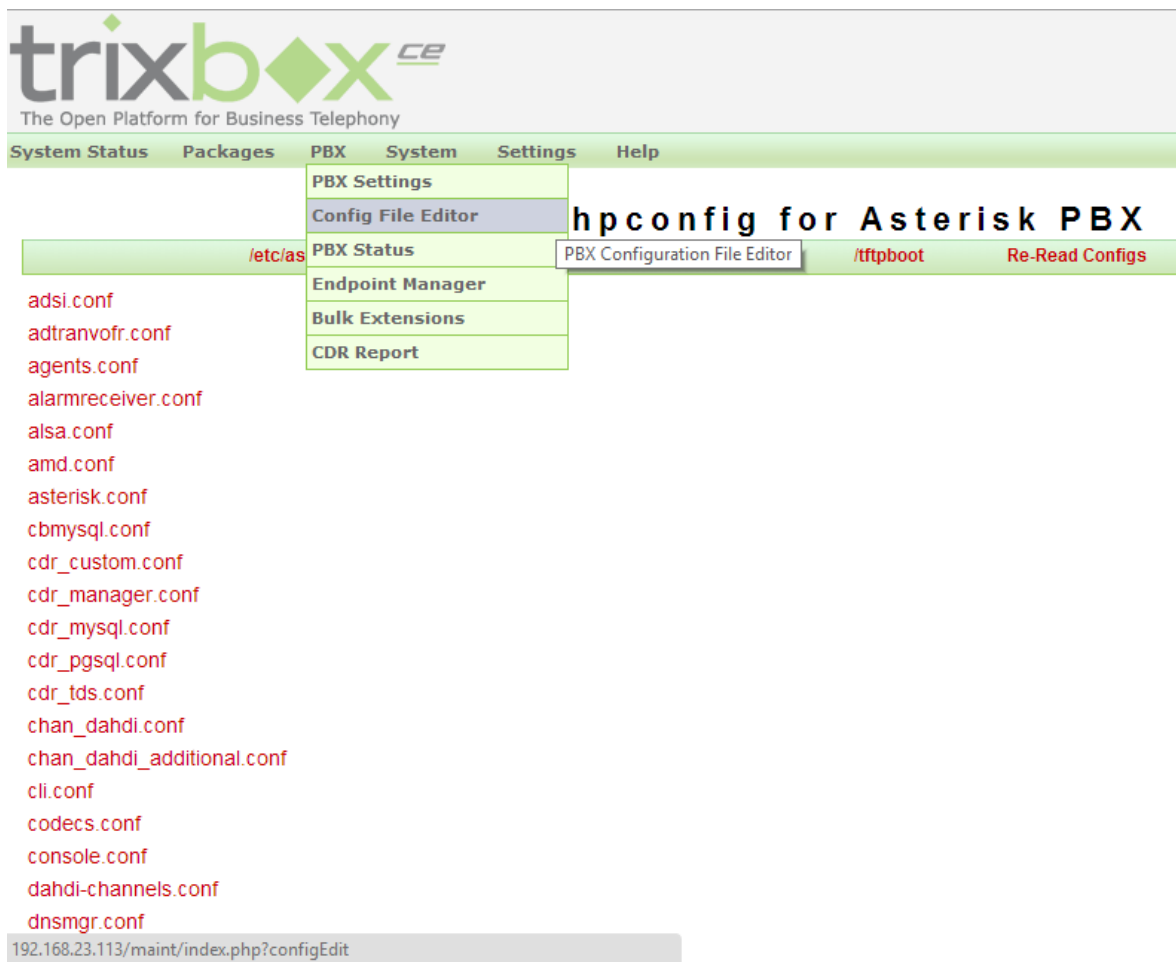 trixbox ce
The Open Platform for Business Telephony
System Status Packages PBX System Settings Help
PBX Settings
Config File Editor
PBX Status
Endpoint Manager
Bulk Extensions
CDR Report
PBX Configuration File Editor
hpconfig for Asterisk PBX
/etc/as /tftpboot Re-Read Configs
adsi.conf
adtranvofr.conf
agents.conf
alarmreceiver.conf
alsa.conf
amd.conf
asterisk.conf
cbmysql.conf
cdr_custom.conf
cdr_manager.conf
cdr_mysql.conf
cdr_pgsql.conf
cdr_tds.conf
chan_dahdi.conf
chan_dahdi_additional.conf
cli.conf
codecs.conf
console.conf
dahdi-channels.conf
dnsmgr.conf
192.168.23.113/maint/index.php?configEdit